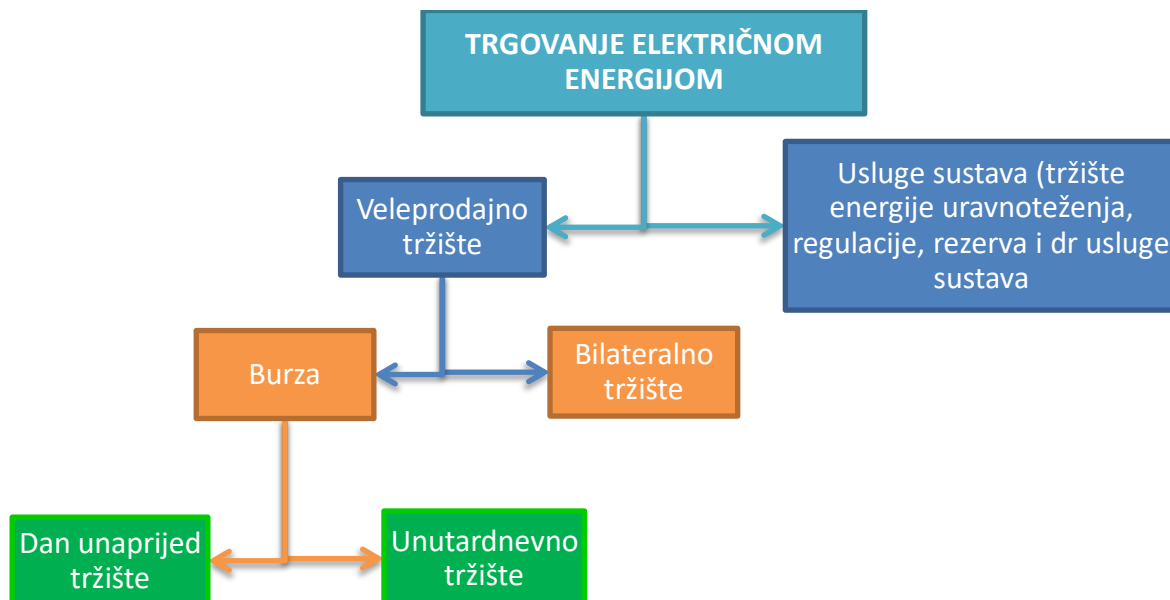 TRGOVANJE ELEKTRIČNOM
ENERGIJOM
Usluge sustava (tržište
energije uravnoteženja,
regulacije, rezerva i dr usluge
sustava
Veleprodajno
tržište
Burza
Bilateralno
tržište
Dan unaprijed
tržište
Unutardnevno
tržište